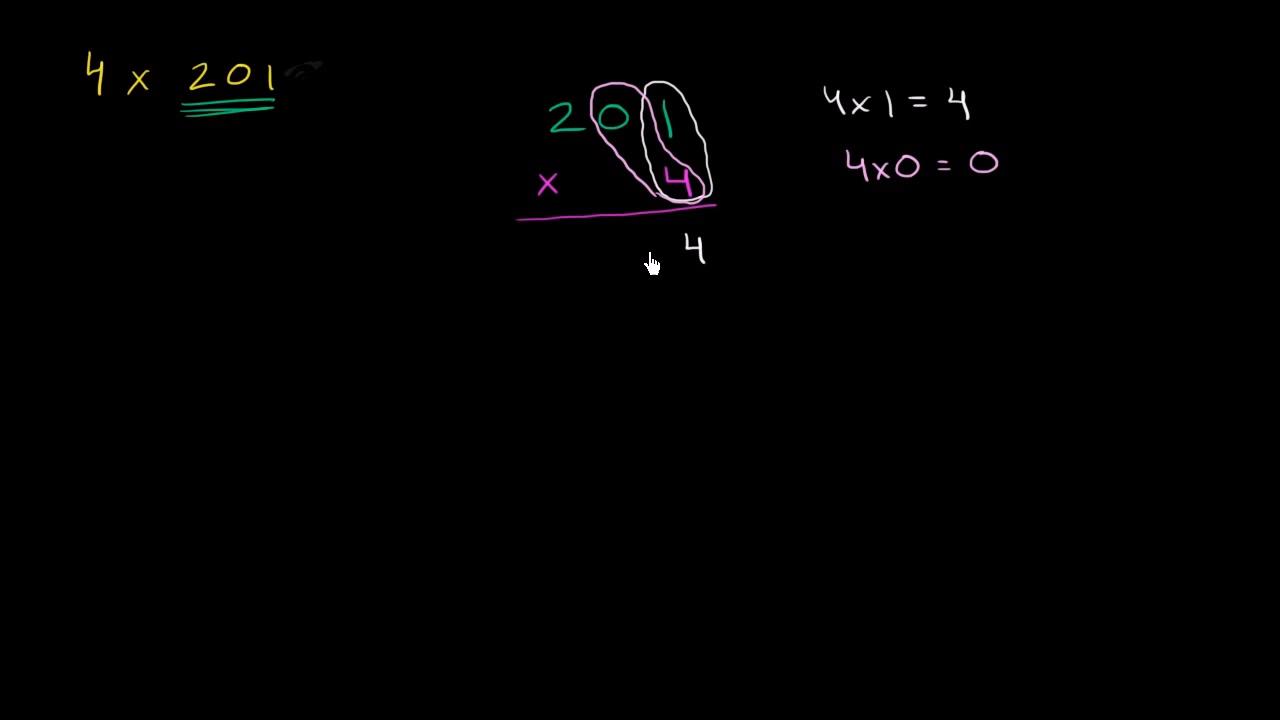 4 x 201
201
x 4
4
4x1 = 4
4x0 = 0